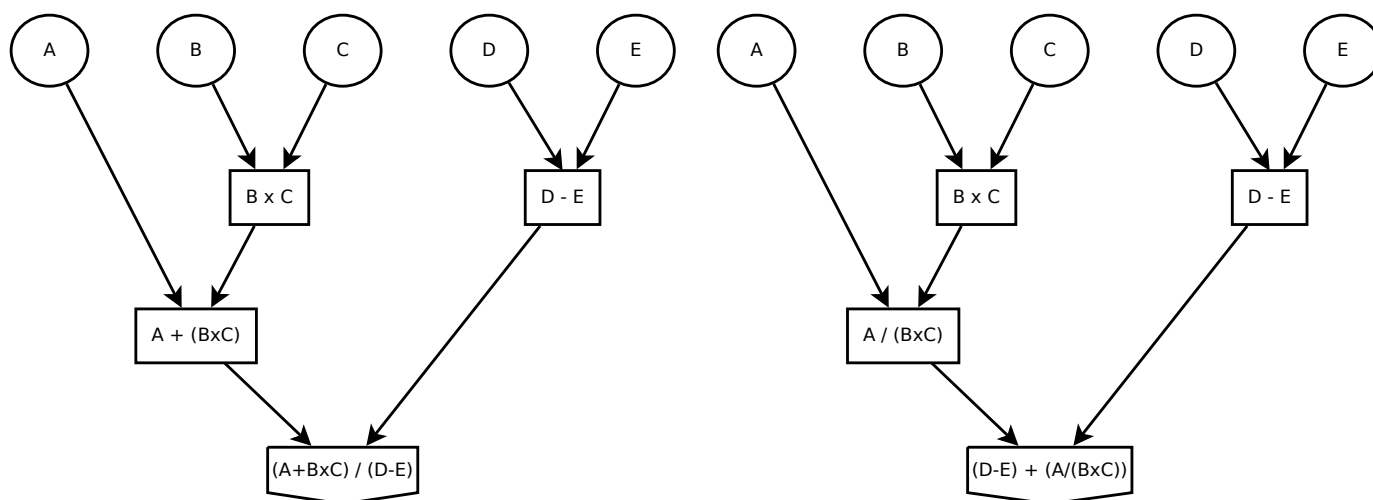 A
B
C
D
E
B x C
D - E
A + (BxC)
(A+BxC) / (D-E)
A
B
C
D
E
B x C
D - E
A / (BxC)
(D-E) + (A/(BxC))